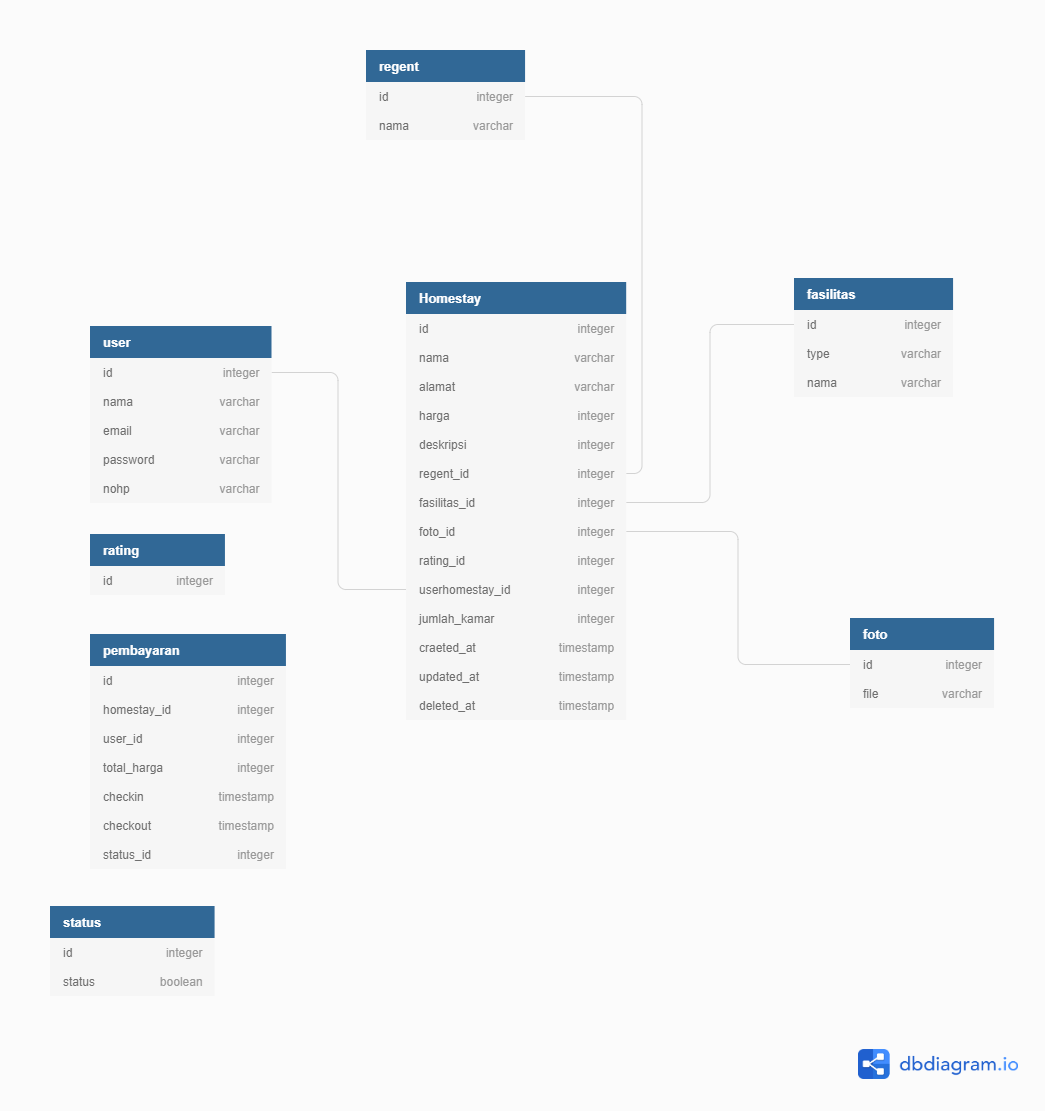 regent
id integer
nama varchar
Homestay
id integer
nama varchar
alamat varchar
harga integer
deskripsi integer
regent_id integer
fasilitas_id integer
foto_id integer
rating_id integer
userhomestay_id integer
jumlah_kamar integer
craeted_at timestamp
updated_at timestamp
deleted_at timestamp
fasilitas
id integer
type varchar
nama varchar
user
id integer
nama varchar
email varchar
password varchar
nohp varchar
rating
id integer
pembayaran
id integer
homestay_id integer
user_id integer
total_harga integer
checkin timestamp
checkout timestamp
status_id integer
foto
id integer
file varchar
status
id integer
status boolean
dbdiagram.io